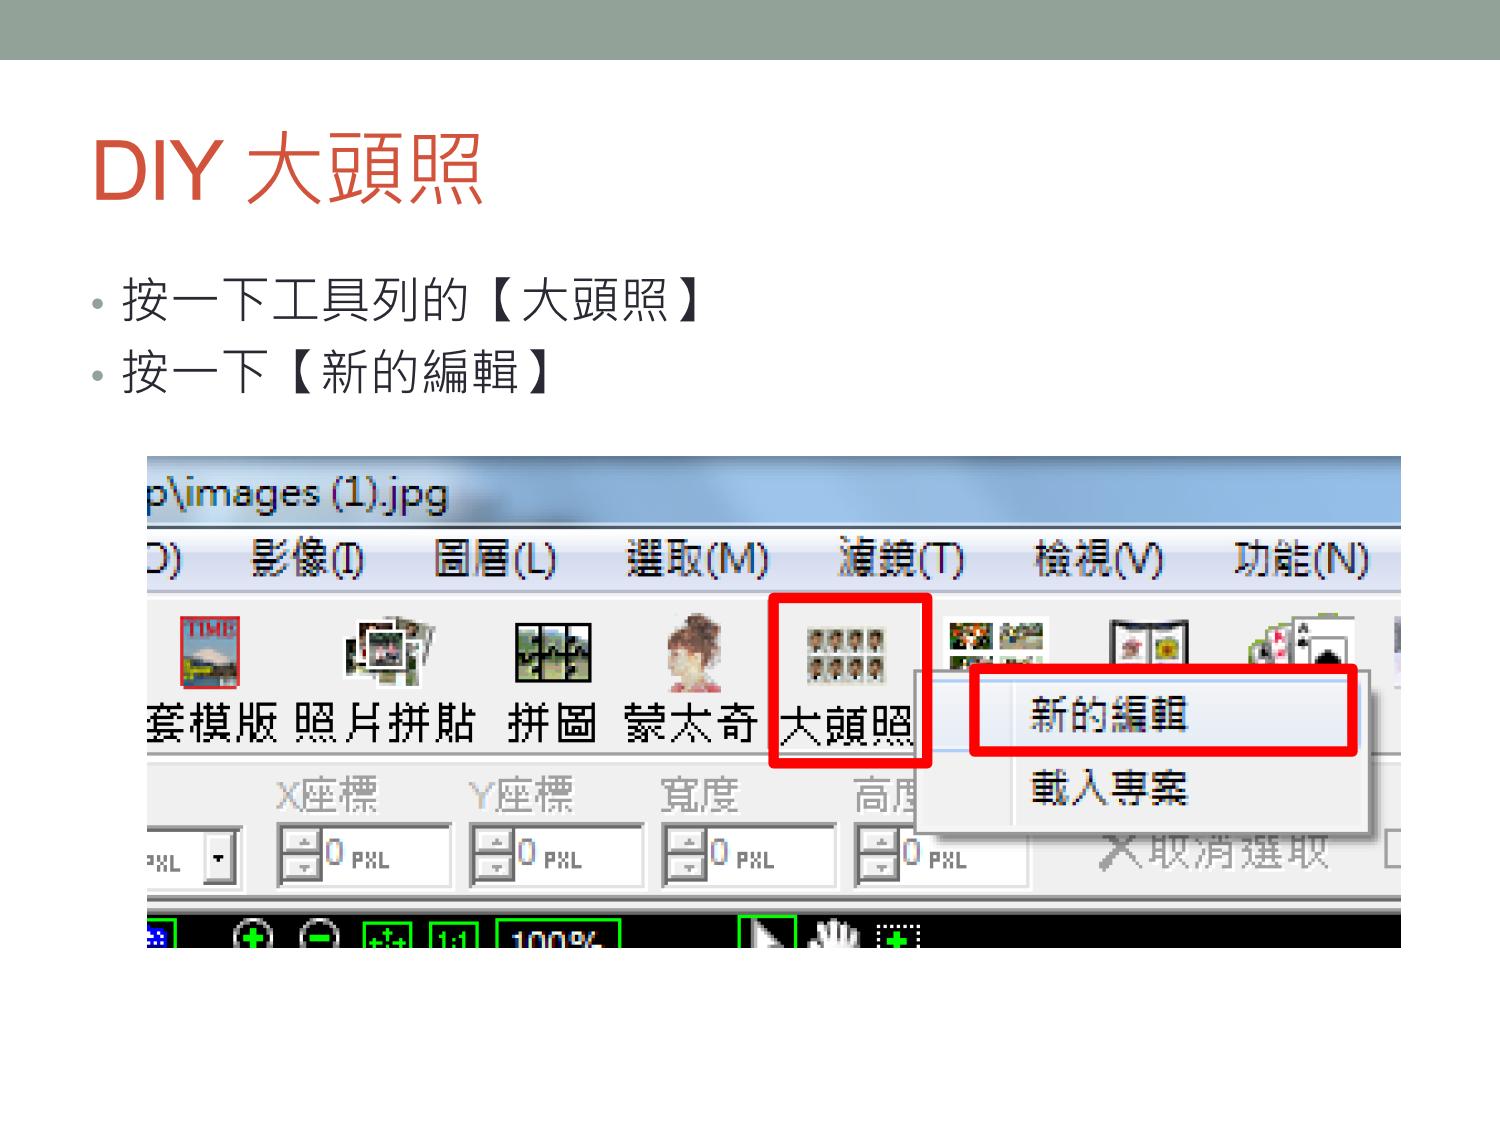 DIY 大頭照
• 按一下工具列的【大頭照】
• 按一下【新的編輯】
p\images (1).jpg
影像(I) 圖層(L) 選取(M) 濾鏡(T) 檢視(V) 功能(N)
TIME
套模版 照片拼貼 拼圖 蒙太奇 大頭照
新的編輯
載入專案
X座標 Y座標 寬度 高度
PXL 0 PXL 0 PXL 0 PXL 0 PXL 取消選取
1:1 100%